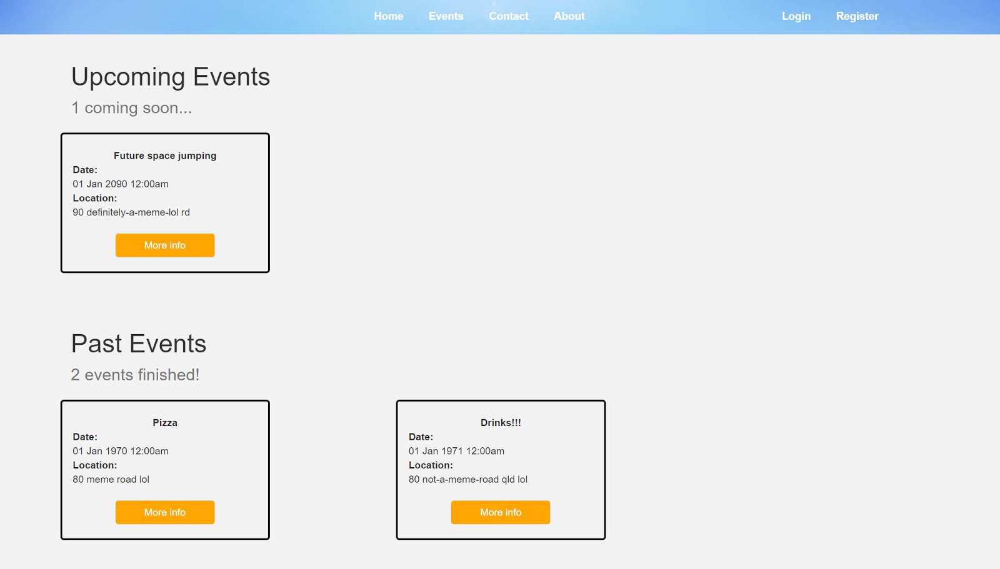 Home Events Contact About Login Register
Upcoming Events
1 coming soon...
Future space jumping
Date:
01 Jan 2090 12:00am
Location:
90 definitely-a-meme-lol rd
More info
Past Events
2 events finished!
Pizza
Date:
01 Jan 1970 12:00am
Location:
80 meme road lol
More info
Drinks!!!
Date:
01 Jan 1971 12:00am
Location:
80 not-a-meme-road qld lol
More info